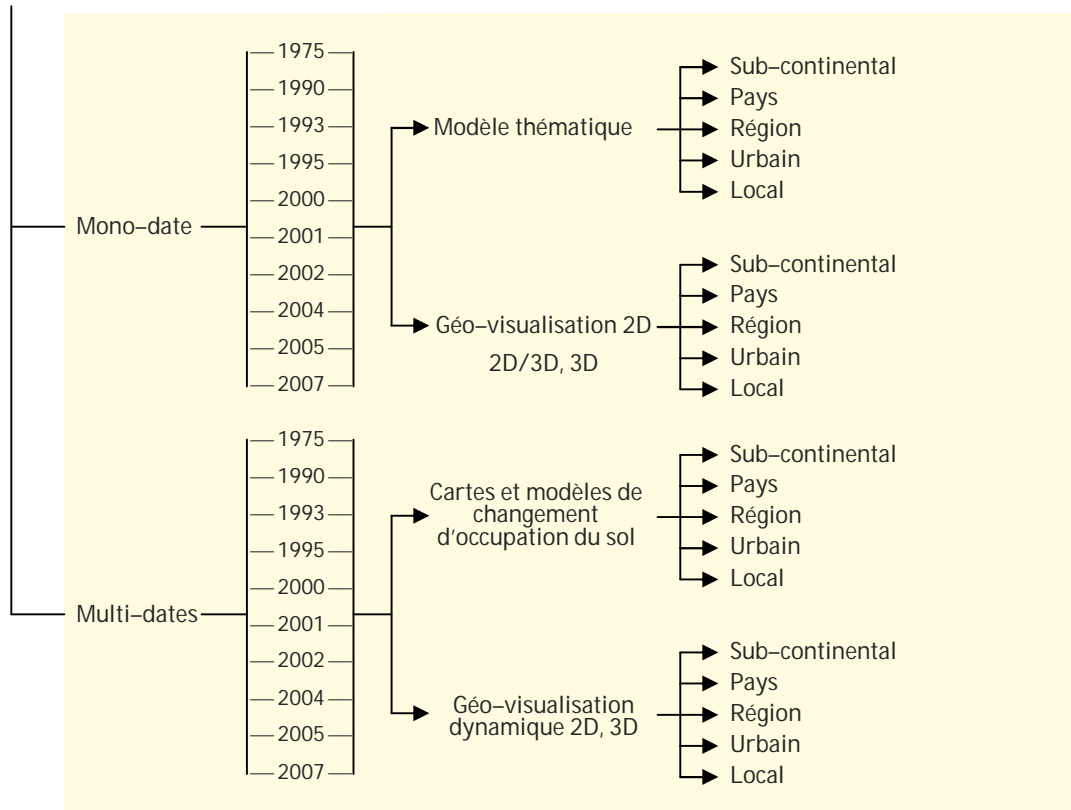 Mono–date
1975
1990
1993
1995
2000
2001
2002
2004
2005
2007
Modèle thématique
Sub–continental
Pays
Région
Urbain
Local
Géo–visualisation 2D
2D/3D, 3D
Sub–continental
Pays
Région
Urbain
Local
Multi–dates
1975
1990
1993
1995
2000
2001
2002
2004
2005
2007
Cartes et modèles de
changement
d'occupation du sol
Sub–continental
Pays
Région
Urbain
Local
Géo–visualisation
dynamique 2D, 3D
Sub–continental
Pays
Région
Urbain
Local